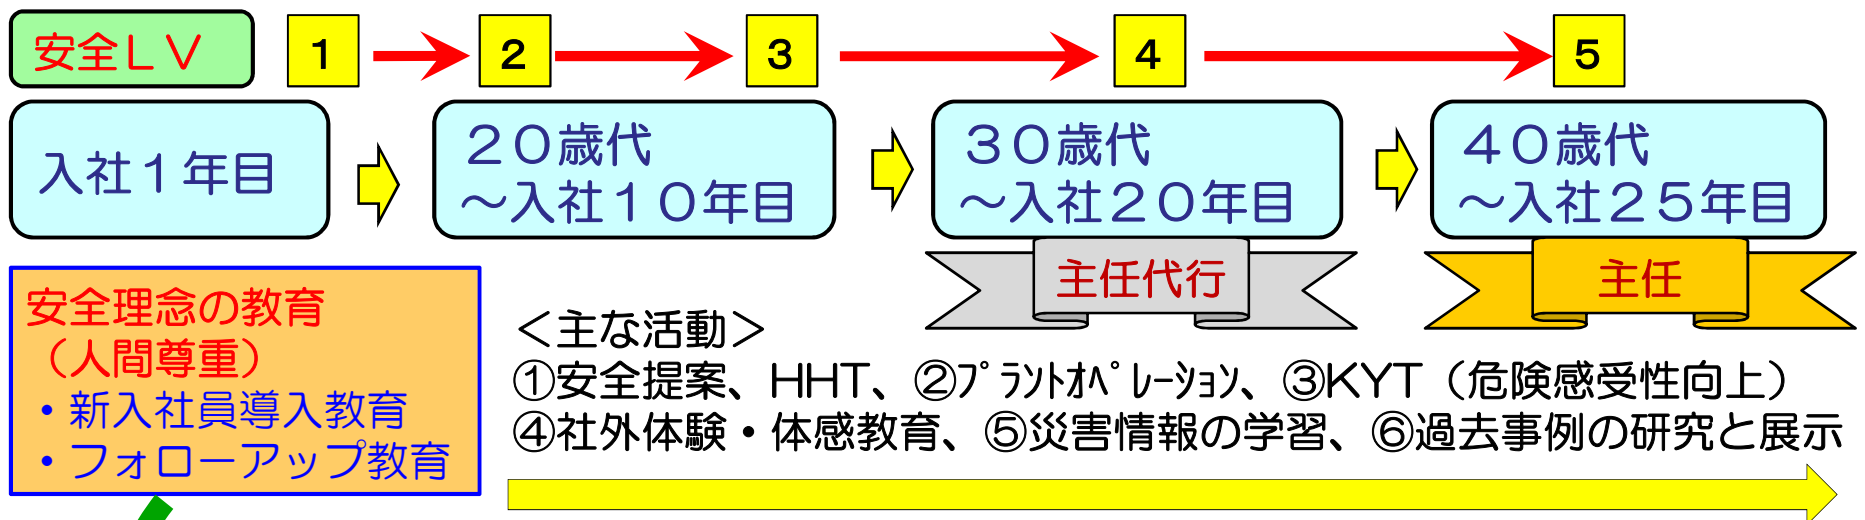 安全ＬＶ
1
2
3
4
5
入社１年目
２０歳代
～入社１０年目
３０歳代
～入社２０年目
４０歳代
～入社２５年目
主任代行
主任
安全理念の教育
（人間尊重）
・新入社員導入教育
・フォローアップ教育
＜主な活動＞
①安全提案、HHT、②ﾌﾟﾗﾝﾄｵﾍﾟﾚｰｼｮﾝ、③KYT（危険感受性向上）
④社外体験・体感教育、⑤災害情報の学習、⑥過去事例の研究と展示